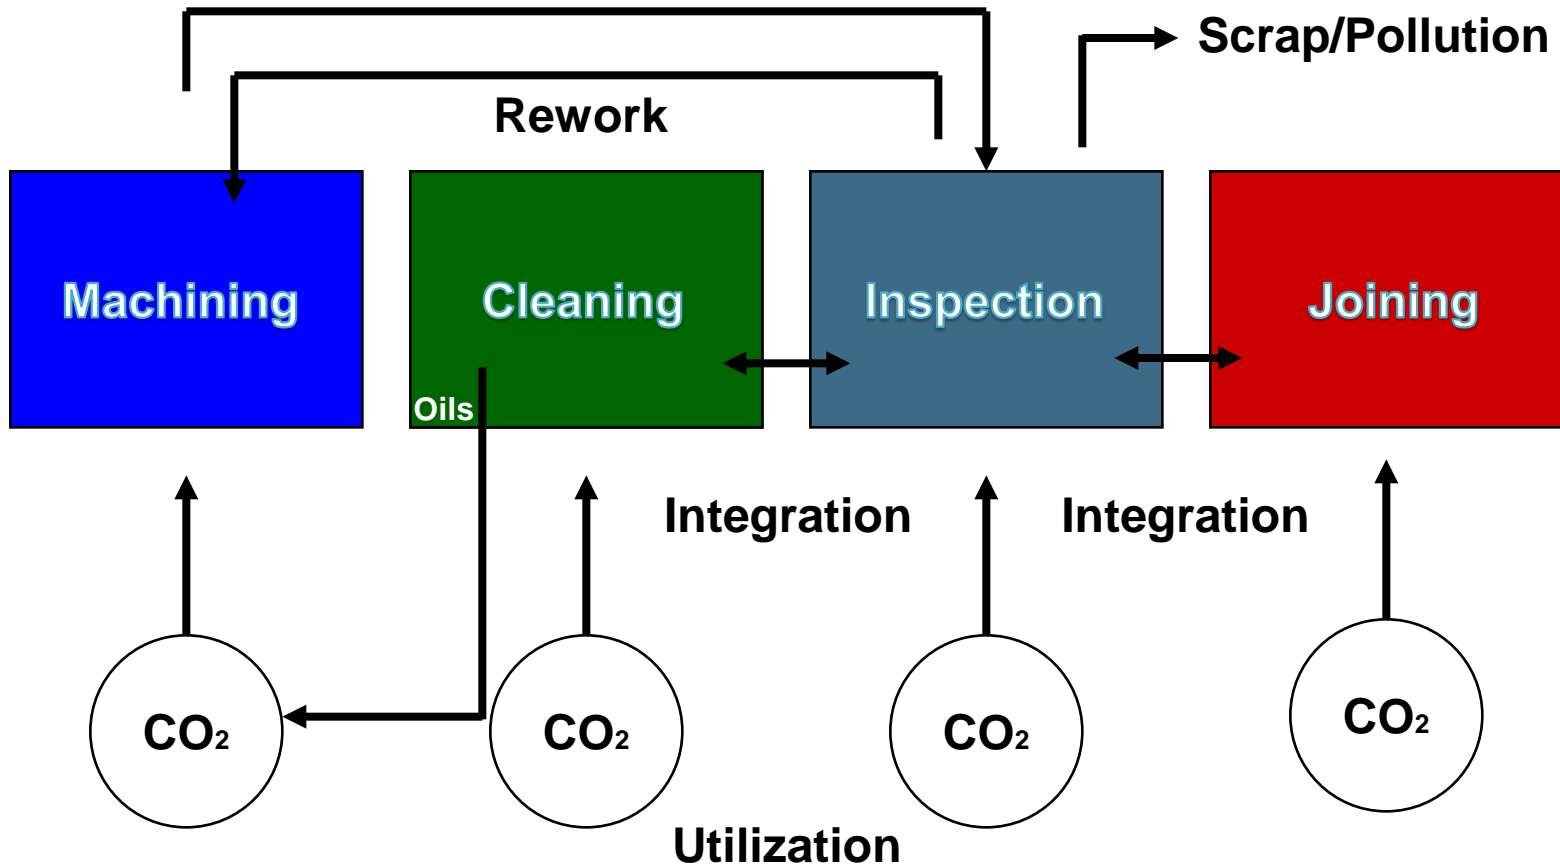 Scrap/Pollution
Rework
Machining
Cleaning
Inspection
Joining
Oils
Integration
Integration
CO₂
CO₂
CO₂
CO₂
Utilization